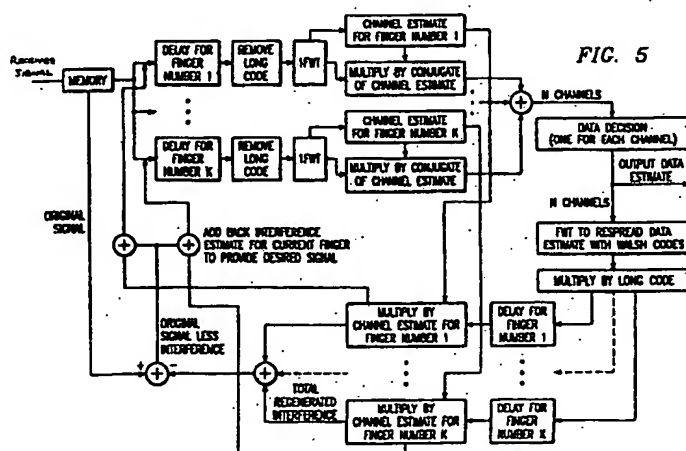 FIG. 5
RECEIVED
SIGNAL
MEMORY
DELAY FOR
FINGER
NUMBER 1
REMOVE
LONG
CODE
I.FWT
CHANNEL ESTIMATE
FOR FINGER NUMBER 1
MULTIPLY BY CONJUGATE
OF CHANNEL ESTIMATE
DELAY FOR
FINGER
NUMBER K
REMOVE
LONG
CODE
I.FWT
CHANNEL ESTIMATE
FOR FINGER NUMBER K
MULTIPLY BY CONJUGATE
OF CHANNEL ESTIMATE
N CHANNELS
DATA DECISION
(ONE FOR EACH CHANNEL)
OUTPUT DATA
ESTIMATE
N CHANNELS
FWT TO RESPREAD DATA
ESTIMATE WITH WALSH CODES
MULTIPLY BY LONG CODE
ORIGINAL
SIGNAL
ADD BACK INTERFERENCE
ESTIMATE FOR CURRENT FINGER
TO PROVIDE DESIRED SIGNAL
MULTIPLY BY
CHANNEL ESTIMATE FOR
FINGER NUMBER 1
DELAY FOR
FINGER
NUMBER 1
ORIGINAL
SIGNAL LESS
INTERFERENCE
TOTAL
REGENERATED
INTERFERENCE
MULTIPLY BY
CHANNEL ESTIMATE FOR
FINGER NUMBER K
DELAY FOR
FINGER
NUMBER K